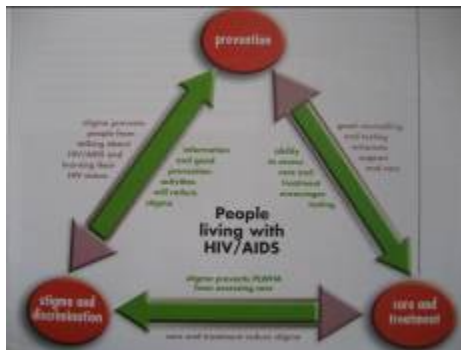 prevention
stigma prevents
people from
talking about
HIV/AIDS and
learning their
HIV status
information
and good
prevention
activities
will reduce
stigma
ability
to access
care and
treatment
encourages
testing
good counselling
and testing
enhances
support
and care
People
living with
HIV/AIDS
stigma and
discrimination
stigma prevents PLWHA
from accessing care
care and treatment reduce stigma
care and
treatment